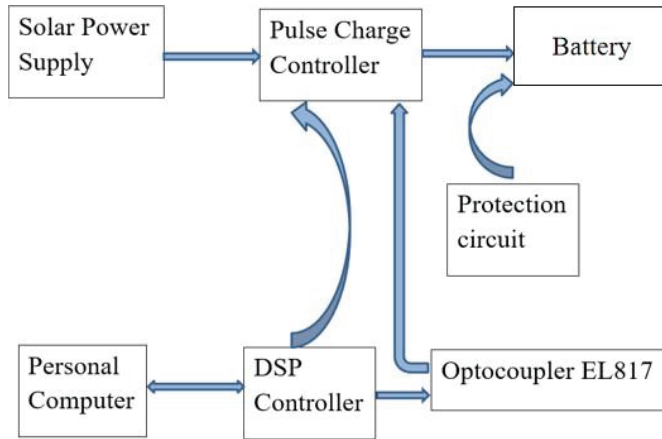 Solar Power
Supply
Pulse Charge
Controller
Battery
Protection
circuit
Personal
Computer
DSP
Controller
Optocoupler EL817